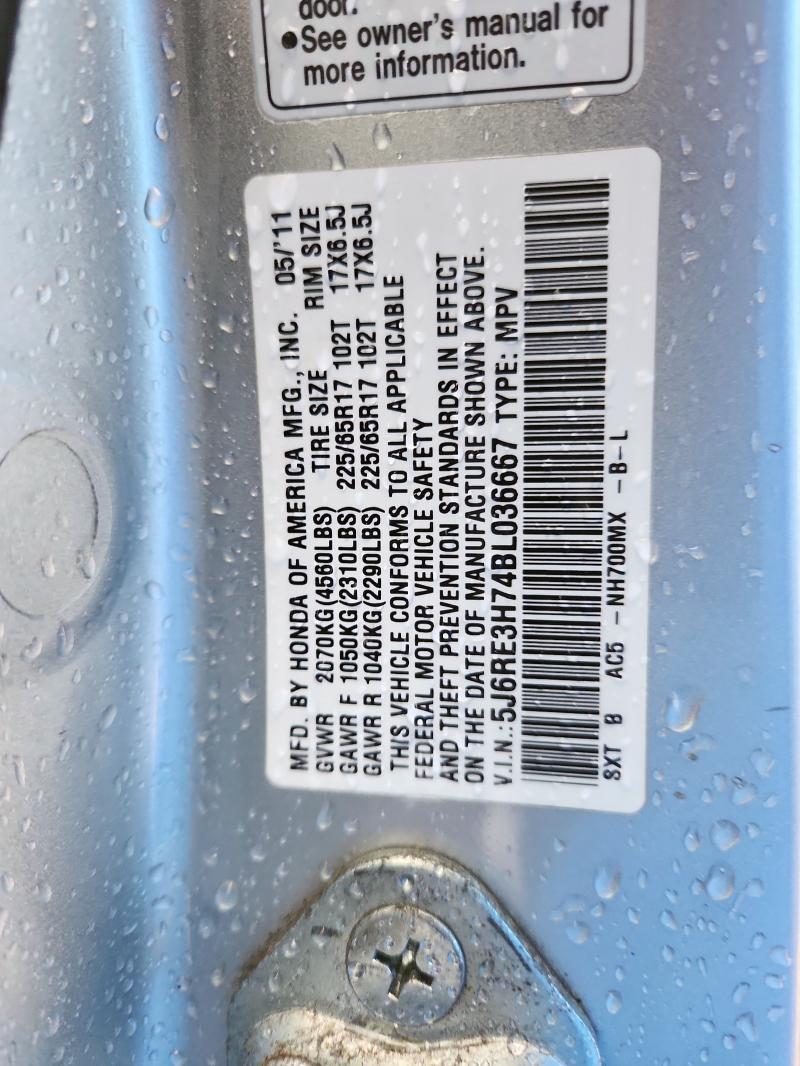 door.
●See owner's manual for
more information.
MFD. BY HONDA OF AMERICA MFG., INC. 05/'11
GVWR 2070KG(4560LBS) TIRE SIZE RIM SIZE
GAWR F 1050KG(2310LBS) 225/65R17 102T 17X6.5J
GAWR R 1040KG(2290LBS) 225/65R17 102T 17X6.5J
THIS VEHICLE CONFORMS TO ALL APPLICABLE
FEDERAL MOTOR VEHICLE SAFETY
AND THEFT PREVENTION STANDARDS IN EFFECT
ON THE DATE OF MANUFACTURE SHOWN ABOVE.
V.I.N.:5J6RE3H74BL036667 TYPE: MPV
SXT B AC5 -NH700MX -B-L